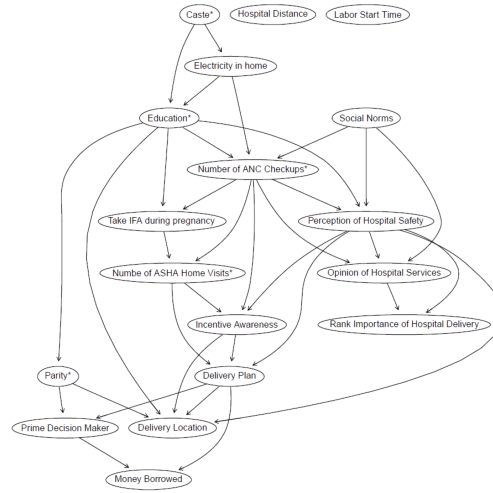 Caste*
Hospital Distance
Labor Start Time
Electricity in home
Education*
Social Norms
Number of ANC Checkups*
Take IFA during pregnancy
Perception of Hospital Safety
Numbe of ASHA Home Visits*
Opinion of Hospital Services
Incentive Awareness
Rank Importance of Hospital Delivery
Parity*
Delivery Plan
Prime Decision Maker
Delivery Location
Money Borrowed